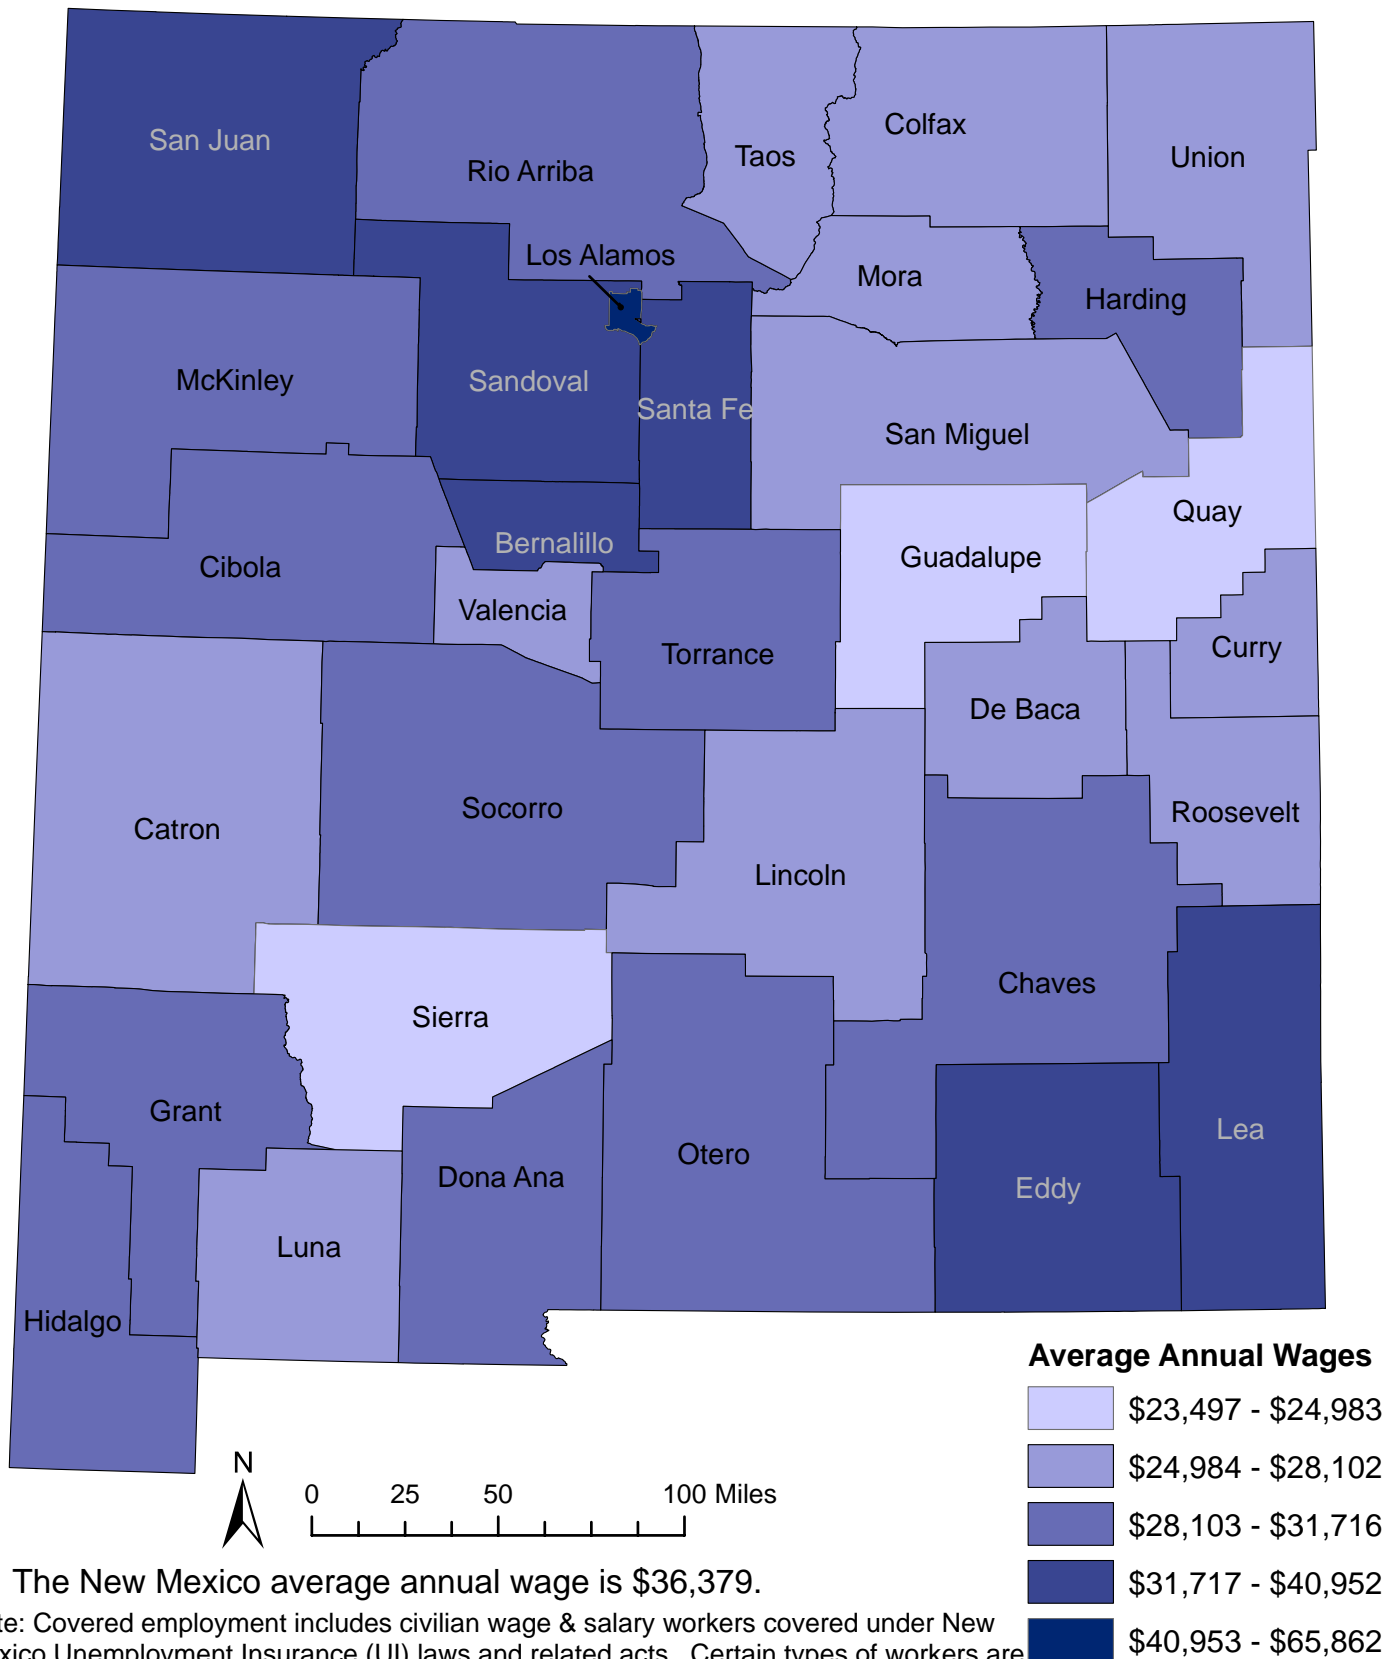 San Juan
Rio Arriba
Taos
Colfax
Union
Los Alamos
Mora
Harding
McKinley
Sandoval
Santa Fe
San Miguel
Quay
Bernalillo
Guadalupe
Cibola
Valencia
Torrance
Curry
De Baca
Socorro
Roosevelt
Catron
Lincoln
Chaves
Sierra
Grant
Lea
Otero
Dona Ana
Eddy
Luna
Hidalgo
Average Annual Wages
$23,497 - $24,983
$24,984 - $28,102
$28,103 - $31,716
$31,717 - $40,952
$40,953 - $65,862
N
0 25 50 100 Miles
The New Mexico average annual wage is $36,379.
te: Covered employment includes civilian wage & salary workers covered under New
xico Unemployment Insurance (UI) laws and related acts. Certain types of workers are